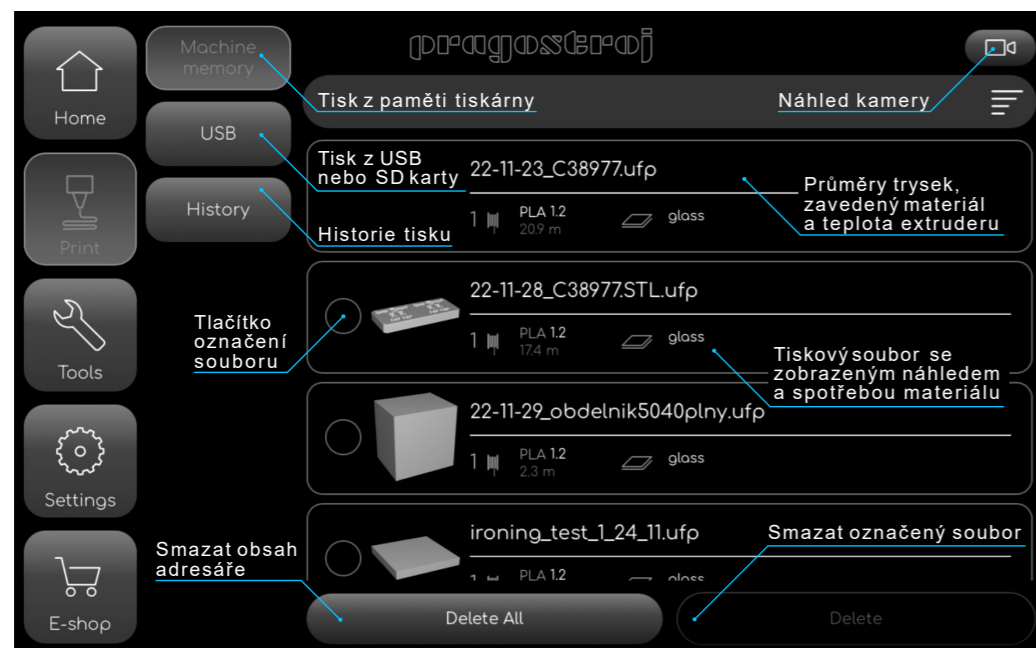 pragostroj
Home
Print
Tools
Settings
E-shop
Machine
memory
USB
History
Tisk z paměti tiskárny
Náhled kamery
Tisk z USB
nebo SD karty
Historie tisku
22-11-23_C38977.ufp
1
PLA 1.2
20.9 m
glass
Průměry trysek,
zavedený materiál
a teplota extruderu
Tlačítko
označení
souboru
22-11-28_C38977.STL.ufp
1
PLA 1.2
17.4 m
glass
Tiskový soubor se
zobrazeným náhledem
a spotřebou materiálu
22-11-29_obdelnik5040plny.ufp
1
PLA 1.2
2.3 m
glass
ironing_test_1_24_11.ufp
1
PLA 1.2
glass
Smazat obsah
adresáře
Smazat označený soubor
Delete All
Delete